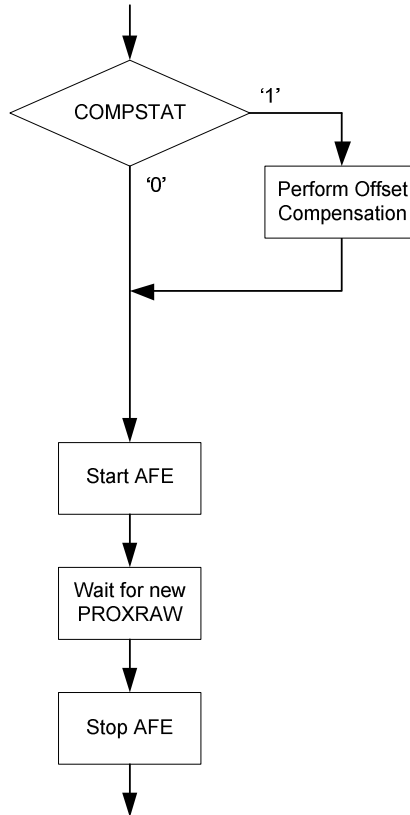 COMPSTAT
‘1’
‘0’
Perform Offset
Compensation
Start AFE
Wait for new
PROXRAW
Stop AFE